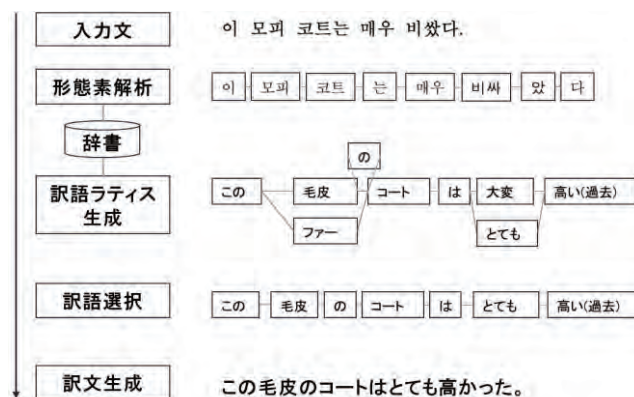 入力文
이 모피 코트는 매우 비쌌다.
形態素解析
이 모피 코트 는 매우 비싸 았 다
辞書
訳語ラティス
生成
の
この 毛皮 コート は 大変 高い(過去)
ファー とても
訳語選択
この 毛皮 の コート は とても 高い(過去)
訳文生成
この毛皮のコートはとても高かった。